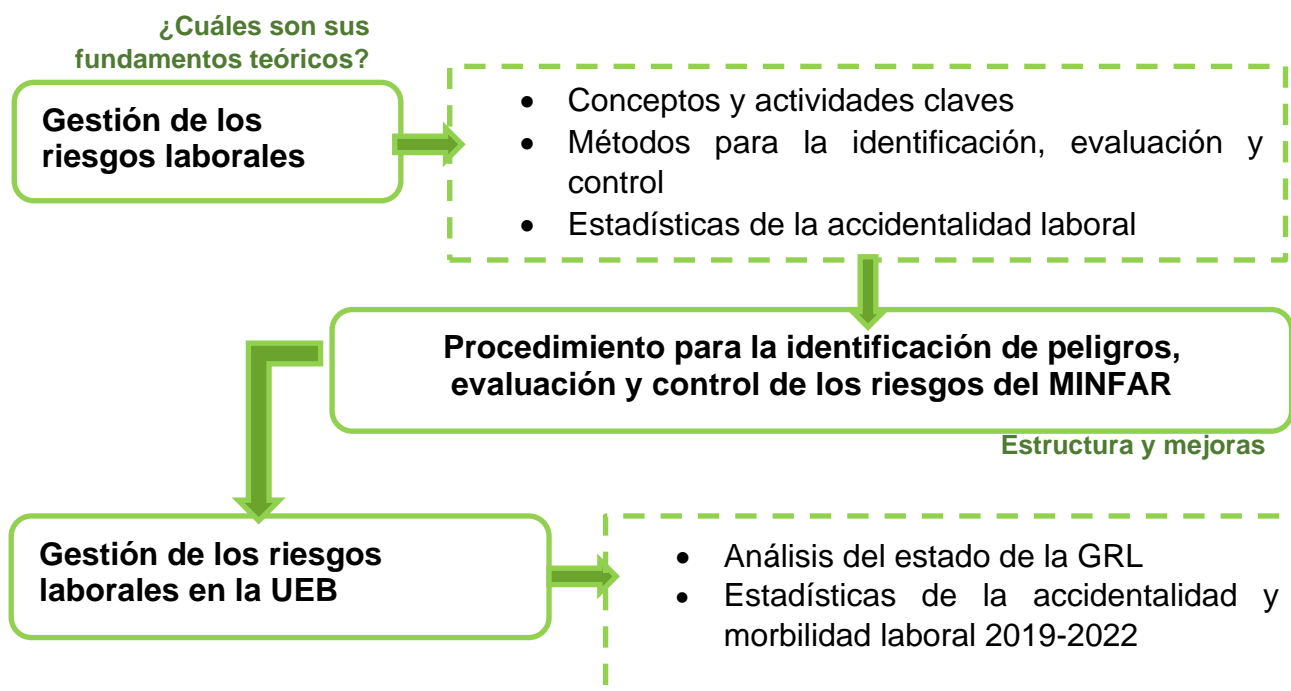 ¿Cuáles son sus
fundamentos teóricos?
Gestión de los
riesgos laborales
• Conceptos y actividades claves
• Métodos para la identificación, evaluación y
control
• Estadísticas de la accidentalidad laboral
Procedimiento para la identificación de peligros,
evaluación y control de los riesgos del MINFAR
Estructura y mejoras
Gestión de los riesgos
laborales en la UEB
• Análisis del estado de la GRL
• Estadísticas de la accidentalidad y
morbilidad laboral 2019-2022